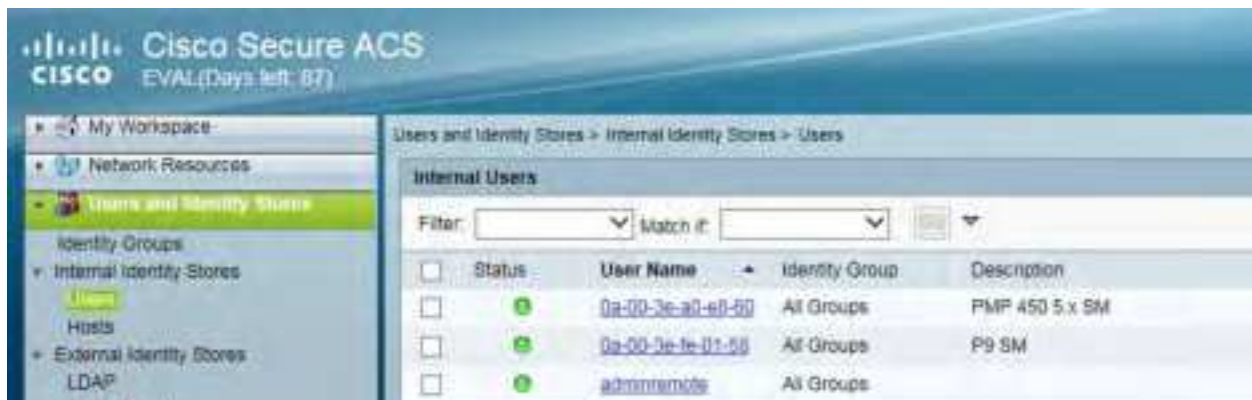 Cisco Secure ACS
CISCO EVAL(Days left: 87)
My Workspace
Network Resources
Users and Identity Stores
Identity Groups
Internal Identity Stores
Users
Hosts
External Identity Stores
LDAP
Users and Identity Stores > Internal Identity Stores > Users
Internal Users
Filter: Match if:
Status User Name Identity Group Description
0a-00-3e-a0-e8-60 All Groups PMP 450 5.x SM
0a-00-3e-fe-01-58 All Groups P9 SM
adminremote All Groups